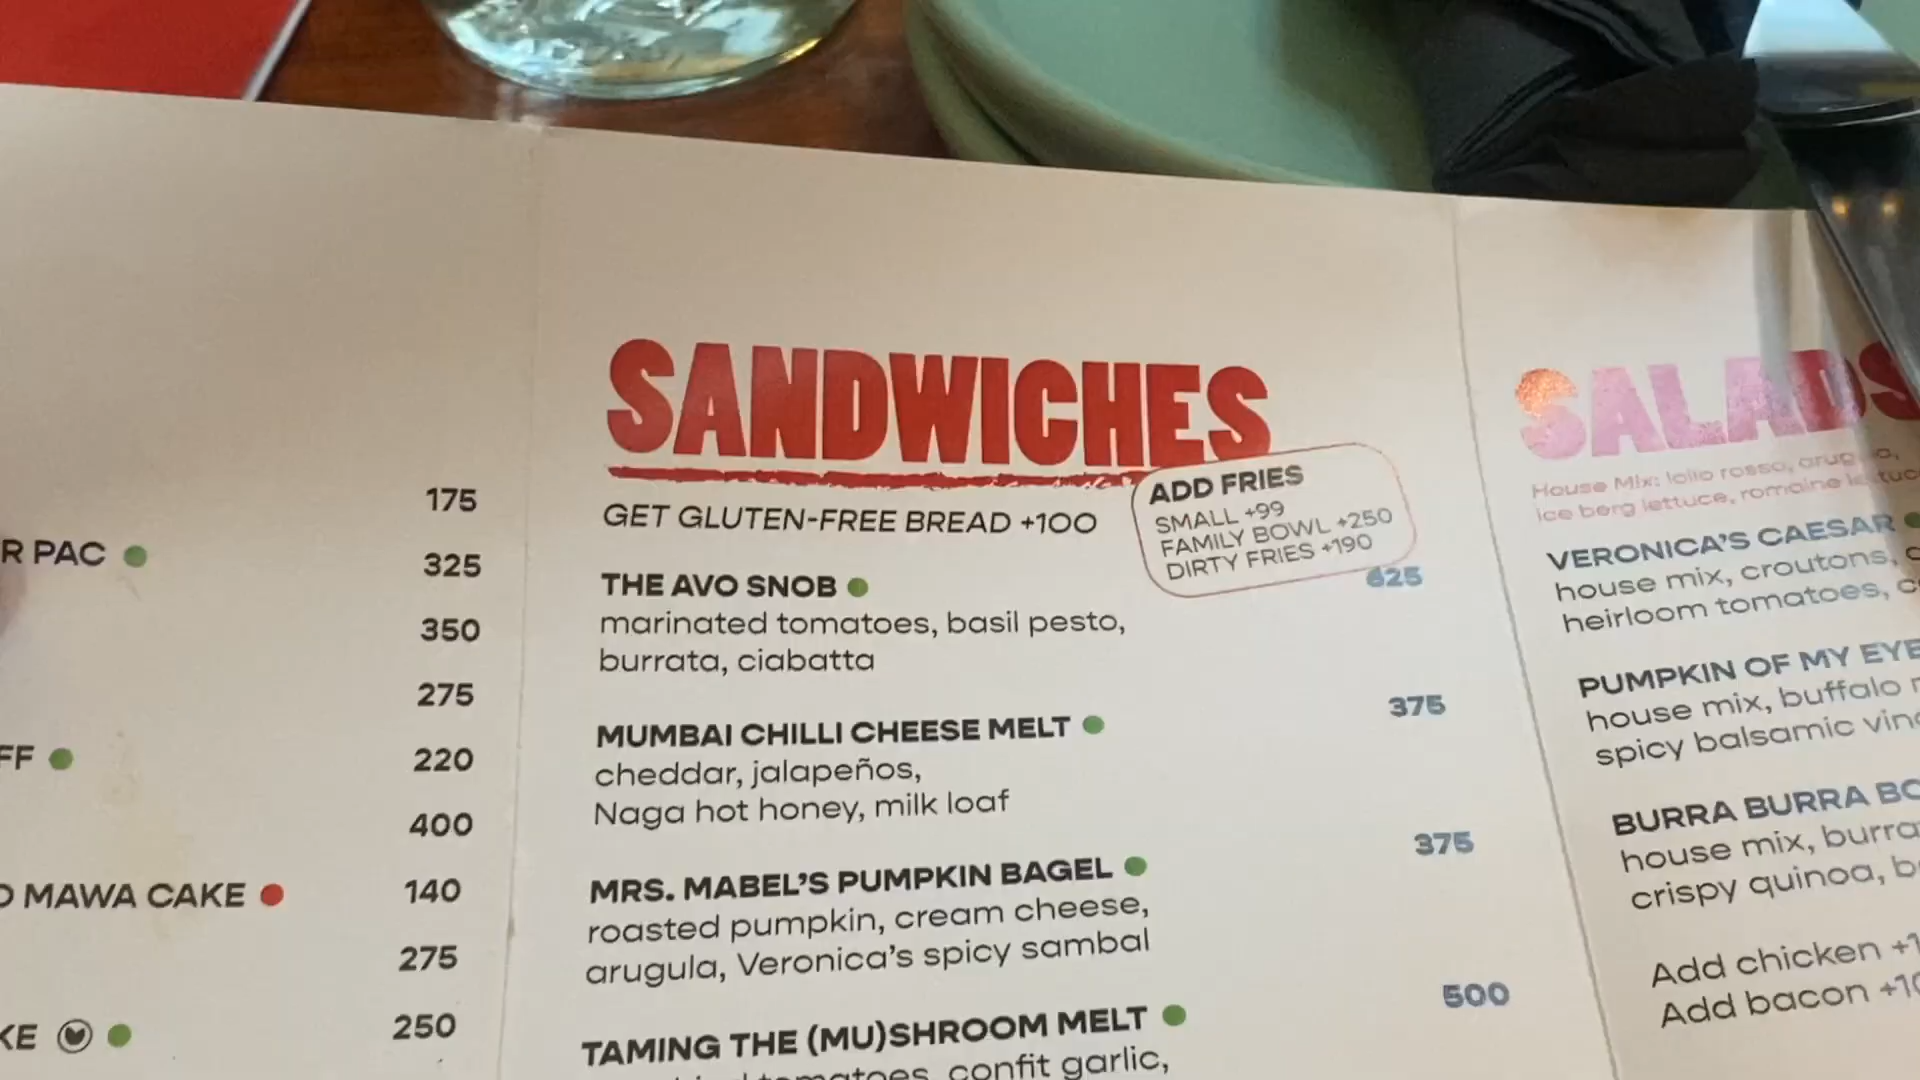 175
R PAC
325
350
275
FF
220
400
MAWA CAKE
140
275
KE
250
SANDWICHES
GET GLUTEN-FREE BREAD +100
ADD FRIES
SMALL +99
FAMILY BOWL +250
DIRTY FRIES +190
THE AVO SNOB 625
marinated tomatoes, basil pesto,
burrata, ciabatta
MUMBAI CHILLI CHEESE MELT 375
cheddar, jalapeños,
Naga hot honey, milk loaf
MRS. MABEL'S PUMPKIN BAGEL 375
roasted pumpkin, cream cheese,
arugula, Veronica's spicy sambal
TAMING THE (MU)SHROOM MELT 500
confit garlic,
SALADS
House Mix: lollo rosso,
ice berg lettuce, romaine
VERONICA'S CAESAR
house mix, croutons,
heirloom tomatoes,
PUMPKIN OF MY EYE
house mix, buffalo
spicy balsamic
BURRA BURRA
house mix,
crispy quinoa,
Add chicken
Add bacon